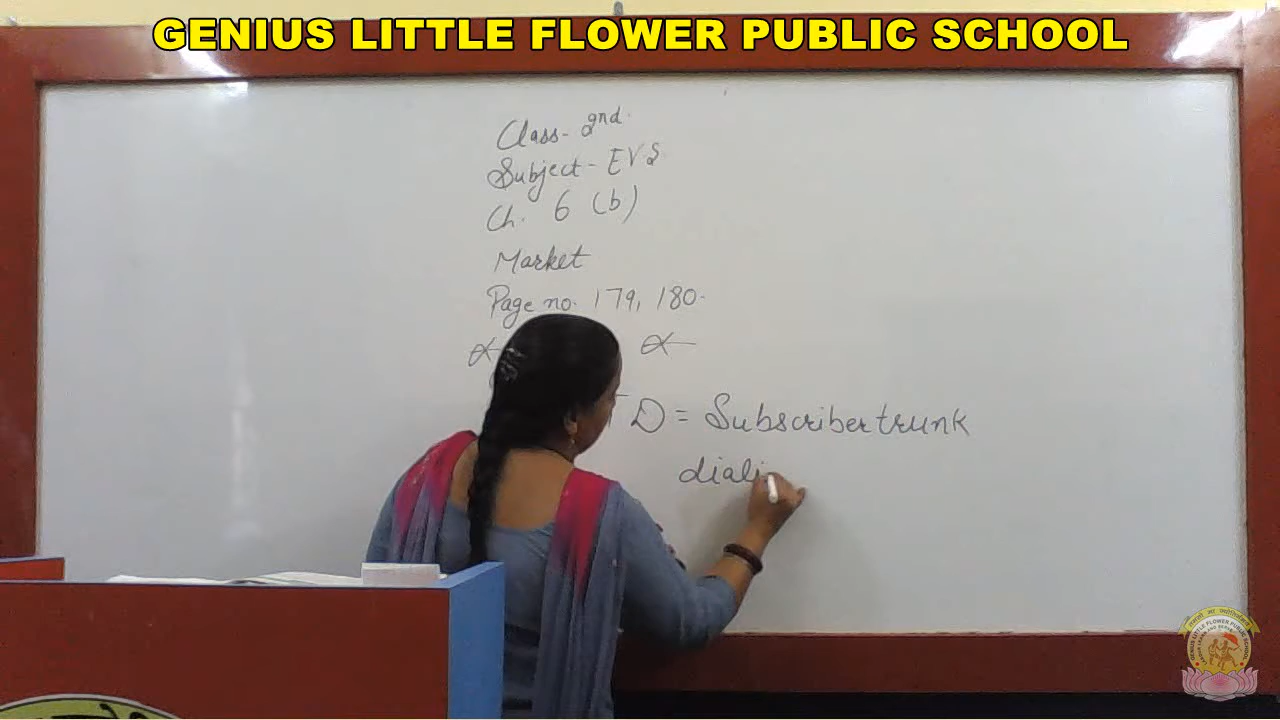 GENIUS LITTLE FLOWER PUBLIC SCHOOL
Class- 2nd.
Subject- EVS
Ch. 6 (b)
Market
Page no. 179, 180.
D = Subscriber trunk
diali